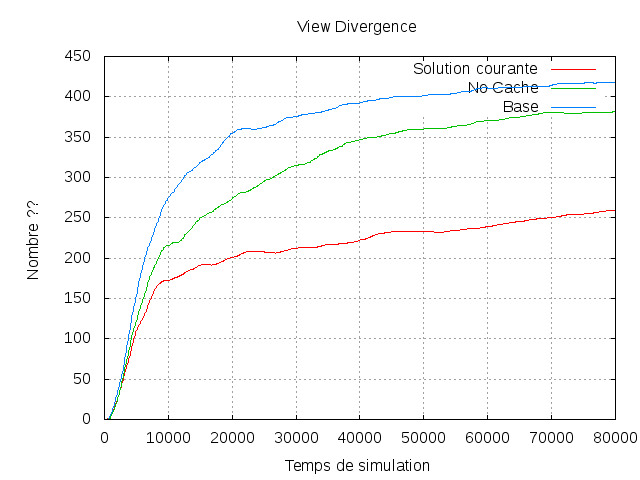 View Divergence
450
400
350
300
250
200
150
100
50
0
Nombre ??
Solution courante
No Cache
Base
0 10000 20000 30000 40000 50000 60000 70000 80000
Temps de simulation